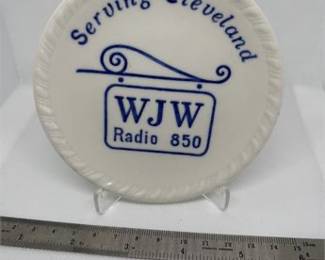 Serving Cleveland
WJW
Radio 850